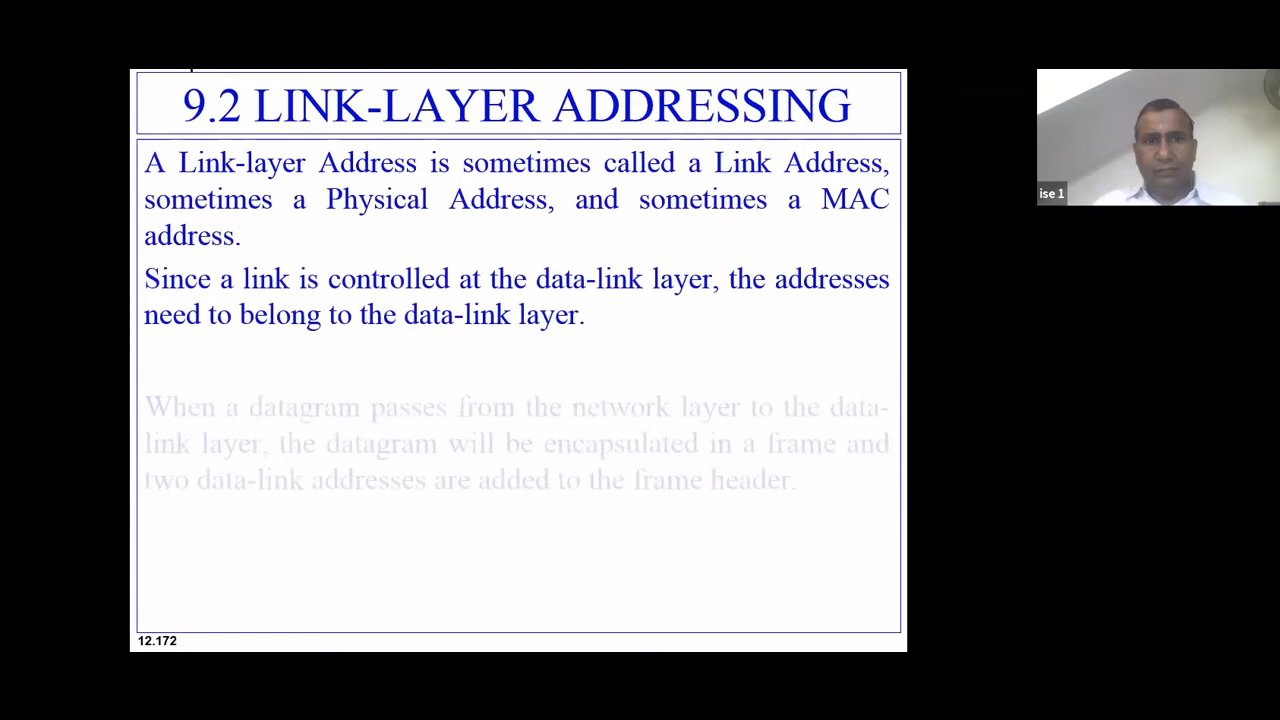 9.2 LINK-LAYER ADDRESSING
A Link-layer Address is sometimes called a Link Address,
sometimes a Physical Address, and sometimes a MAC
address.
Since a link is controlled at the data-link layer, the addresses
need to belong to the data-link layer.
When a datagram passes from the network layer to the data-
link layer, the datagram will be encapsulated in a frame and
two data-link addresses are added to the frame header.
12.172
ise 1